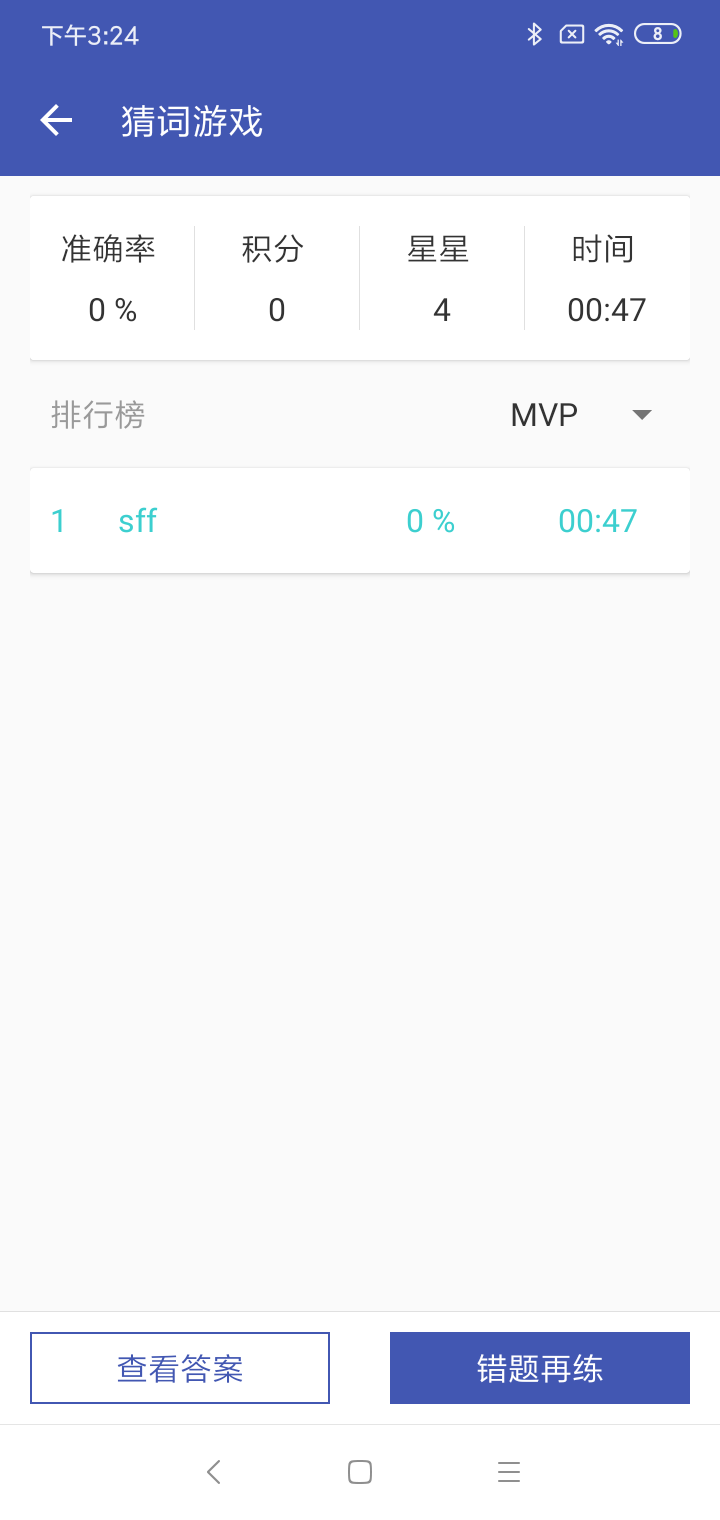 下午3:24 8
猜词游戏
准确率 积分 星星 时间
0 % 0 4 00:47
排行榜 MVP
1 sff 0 % 00:47
查看答案 错题再练